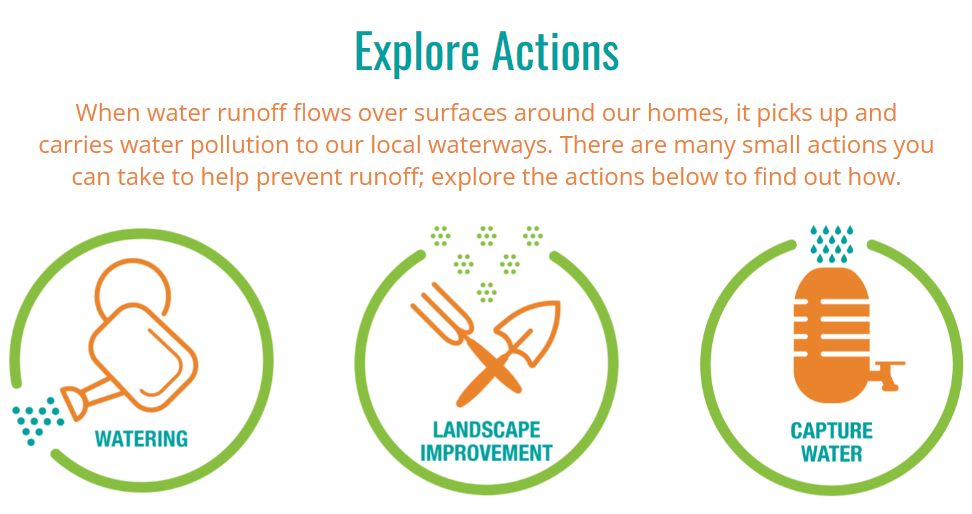 Explore Actions
When water runoff flows over surfaces around our homes, it picks up and
carries water pollution to our local waterways. There are many small actions you
can take to help prevent runoff; explore the actions below to find out how.
WATERING
LANDSCAPE
IMPROVEMENT
CAPTURE
WATER